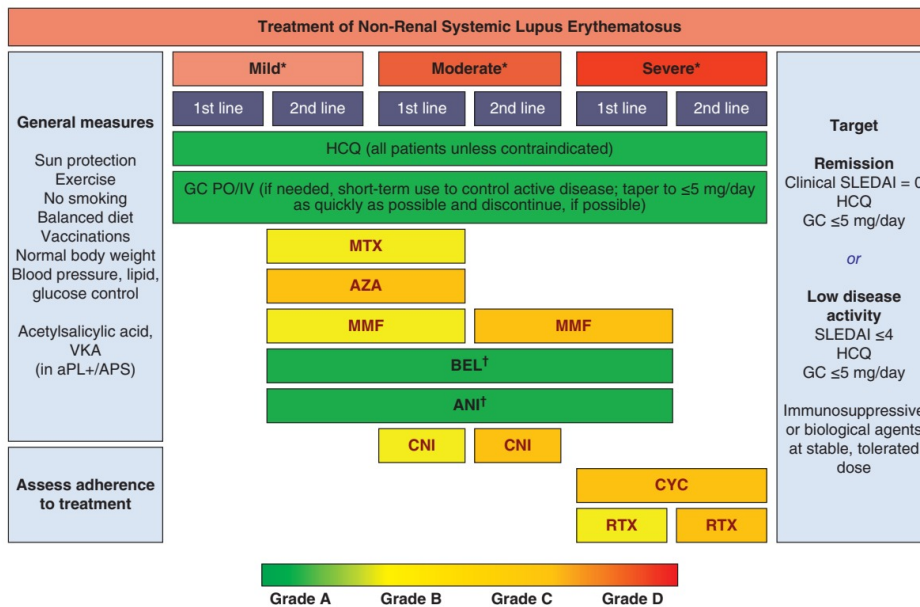 Treatment of Non-Renal Systemic Lupus Erythematosus
General measures
Sun protection
Exercise
No smoking
Balanced diet
Vaccinations
Normal body weight
Blood pressure, lipid,
glucose control
Acetylsalicylic acid,
VKA
(in aPL+/APS)
Assess adherence
to treatment
Mild*
Moderate*
Severe*
1st line
2nd line
1st line
2nd line
1st line
2nd line
HCQ (all patients unless contraindicated)
GC PO/IV (if needed, short-term use to control active disease; taper to ≤5 mg/day
as quickly as possible and discontinue, if possible)
MTX
AZA
MMF
MMF
BEL†
ANI†
CNI
CNI
CYC
RTX
RTX
Target
Remission
Clinical SLEDAI = 0
HCQ
GC ≤5 mg/day
or
Low disease
activity
SLEDAI ≤4
HCQ
GC ≤5 mg/day
Immunosuppressive
or biological agents
at stable, tolerated
dose
Grade A
Grade B
Grade C
Grade D